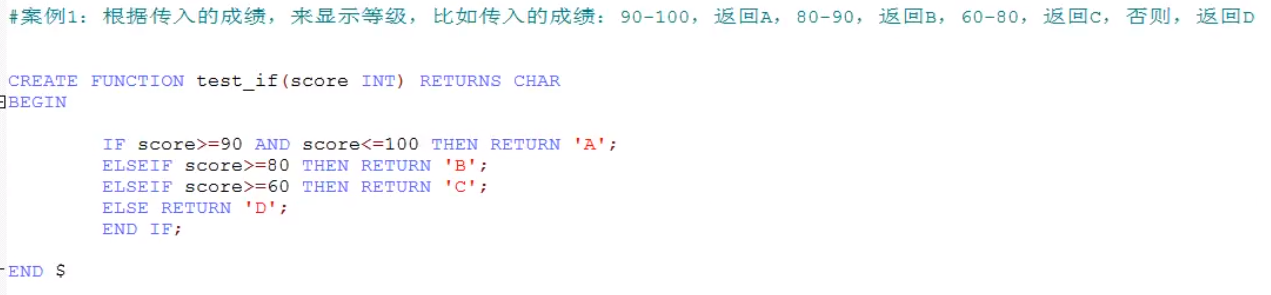 #案例1：根据传入的成绩，来显示等级，比如传入的成绩：90-100，返回A，80-90，返回B，60-80，返回C，否则，返回D
CREATE FUNCTION test_if(score INT) RETURNS CHAR
BEGIN
IF score>=90 AND score<=100 THEN RETURN 'A';
ELSEIF score>=80 THEN RETURN 'B';
ELSEIF score>=60 THEN RETURN 'C';
ELSE RETURN 'D';
END IF;
END $